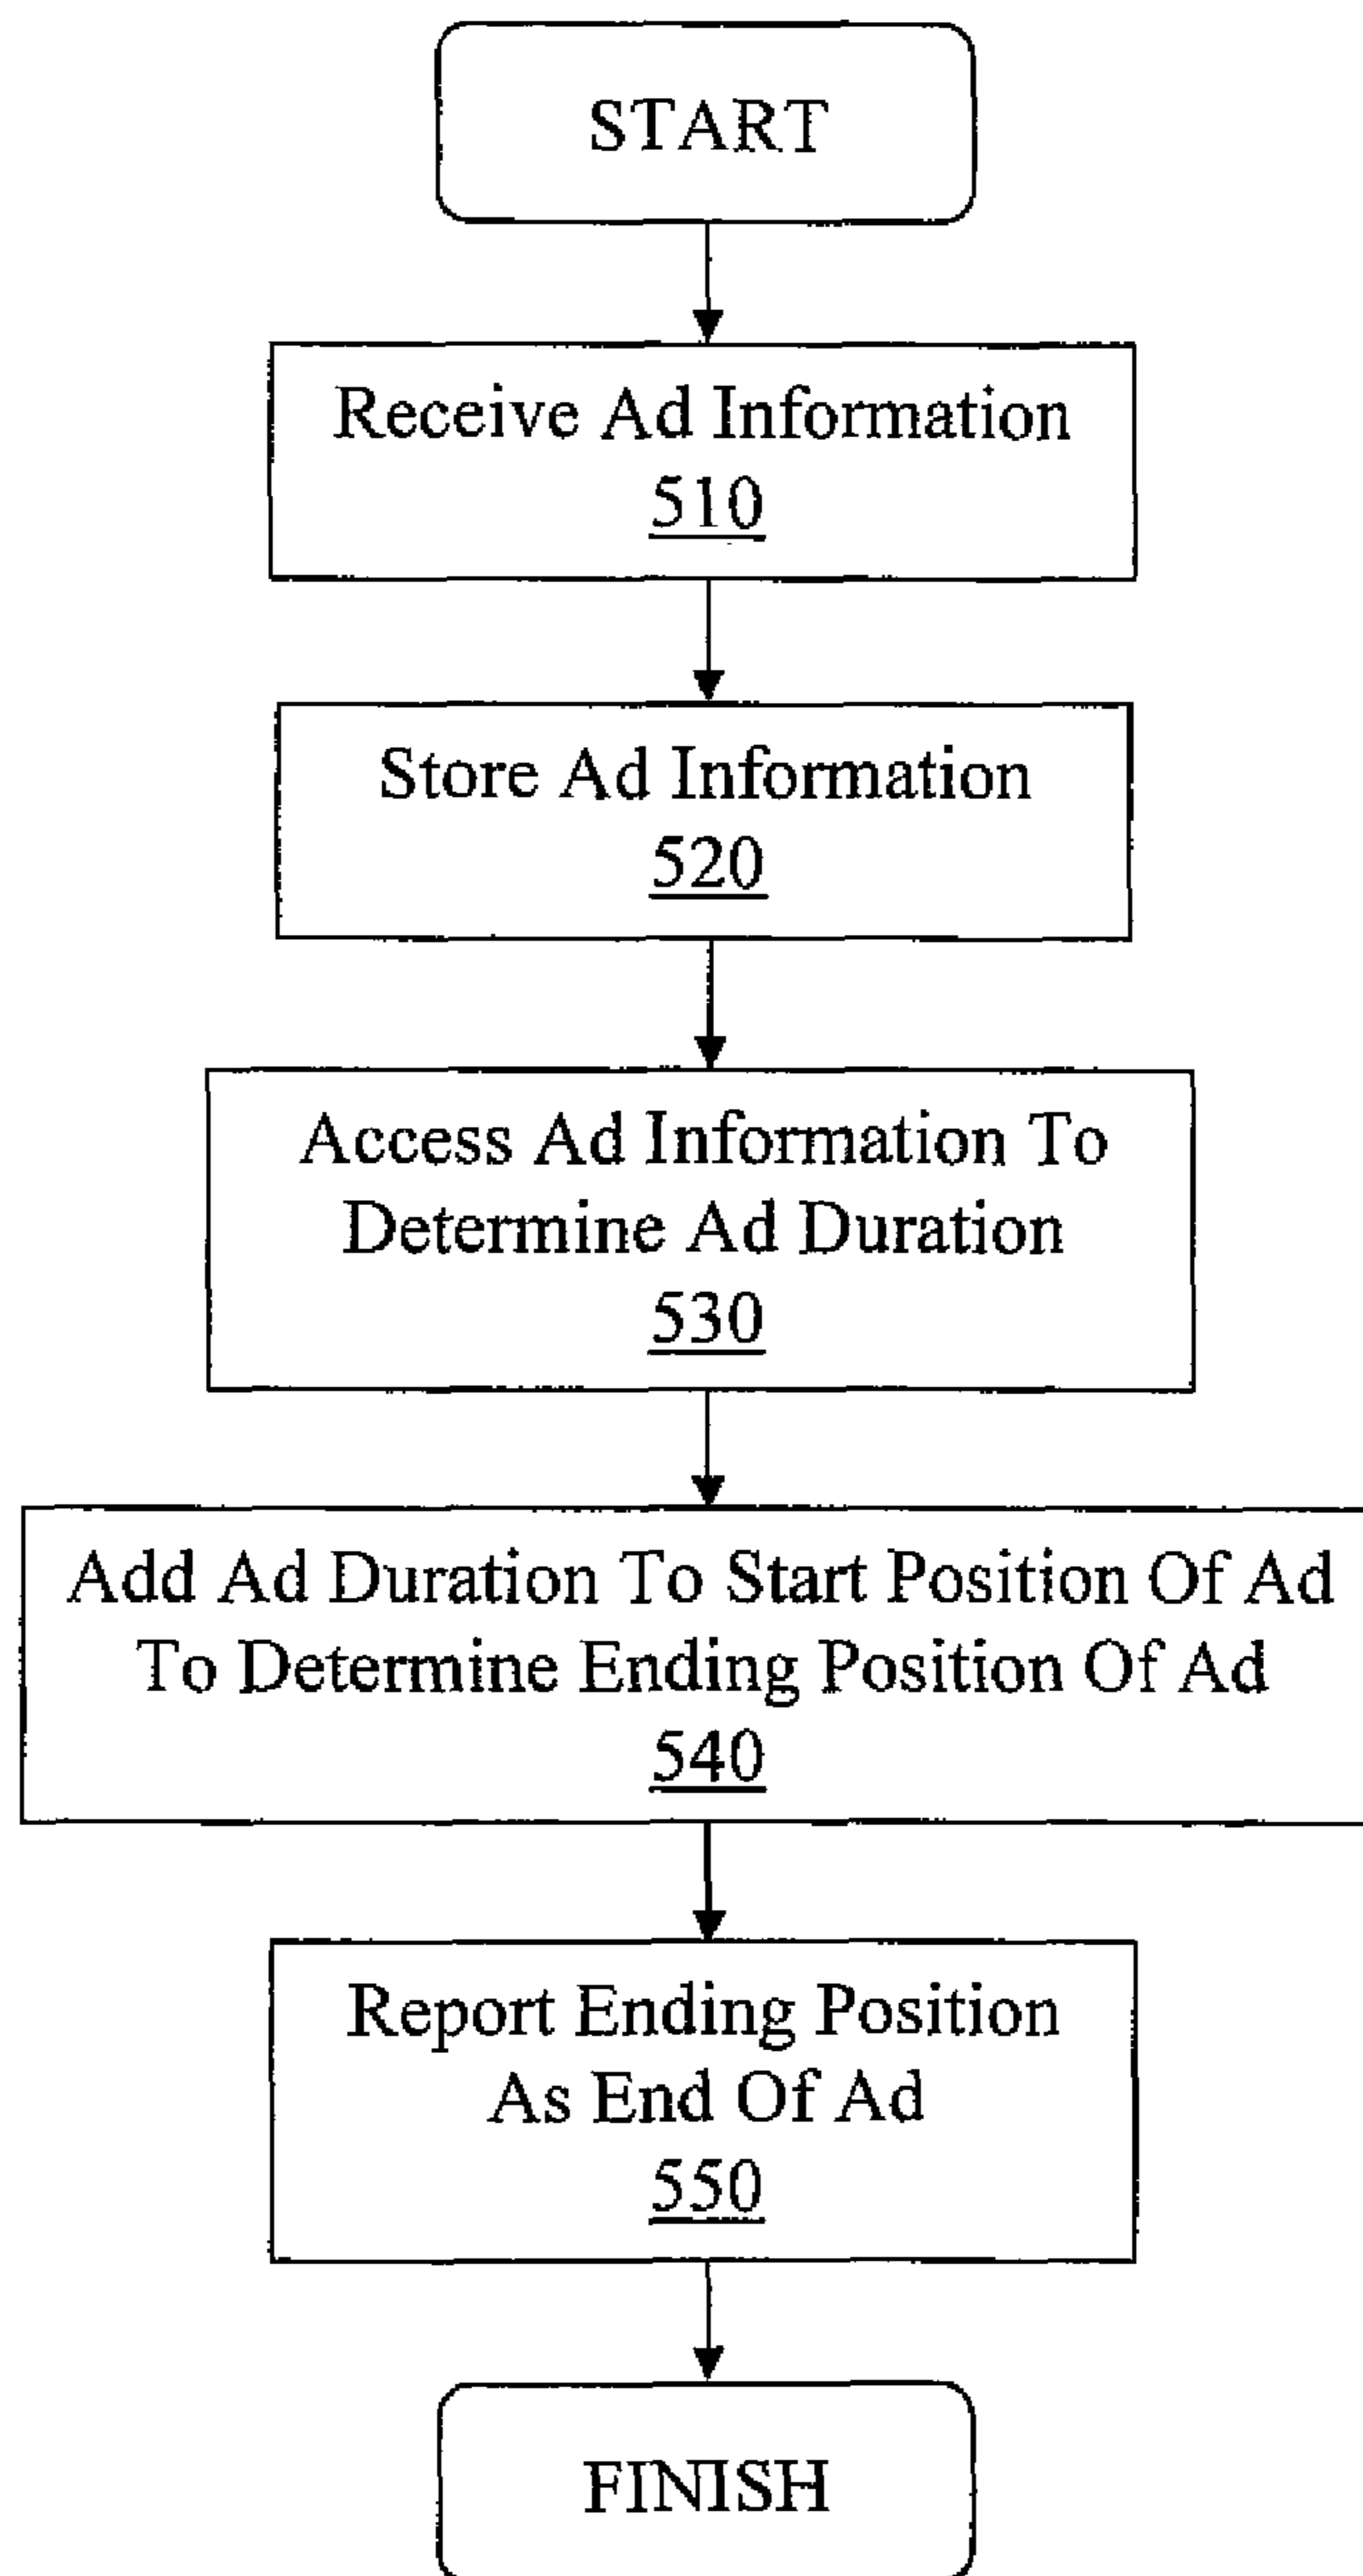 START
Receive Ad Information
510
Store Ad Information
520
Access Ad Information To
Determine Ad Duration
530
Add Ad Duration To Start Position Of Ad
To Determine Ending Position Of Ad
540
Report Ending Position
As End Of Ad
550
FINISH